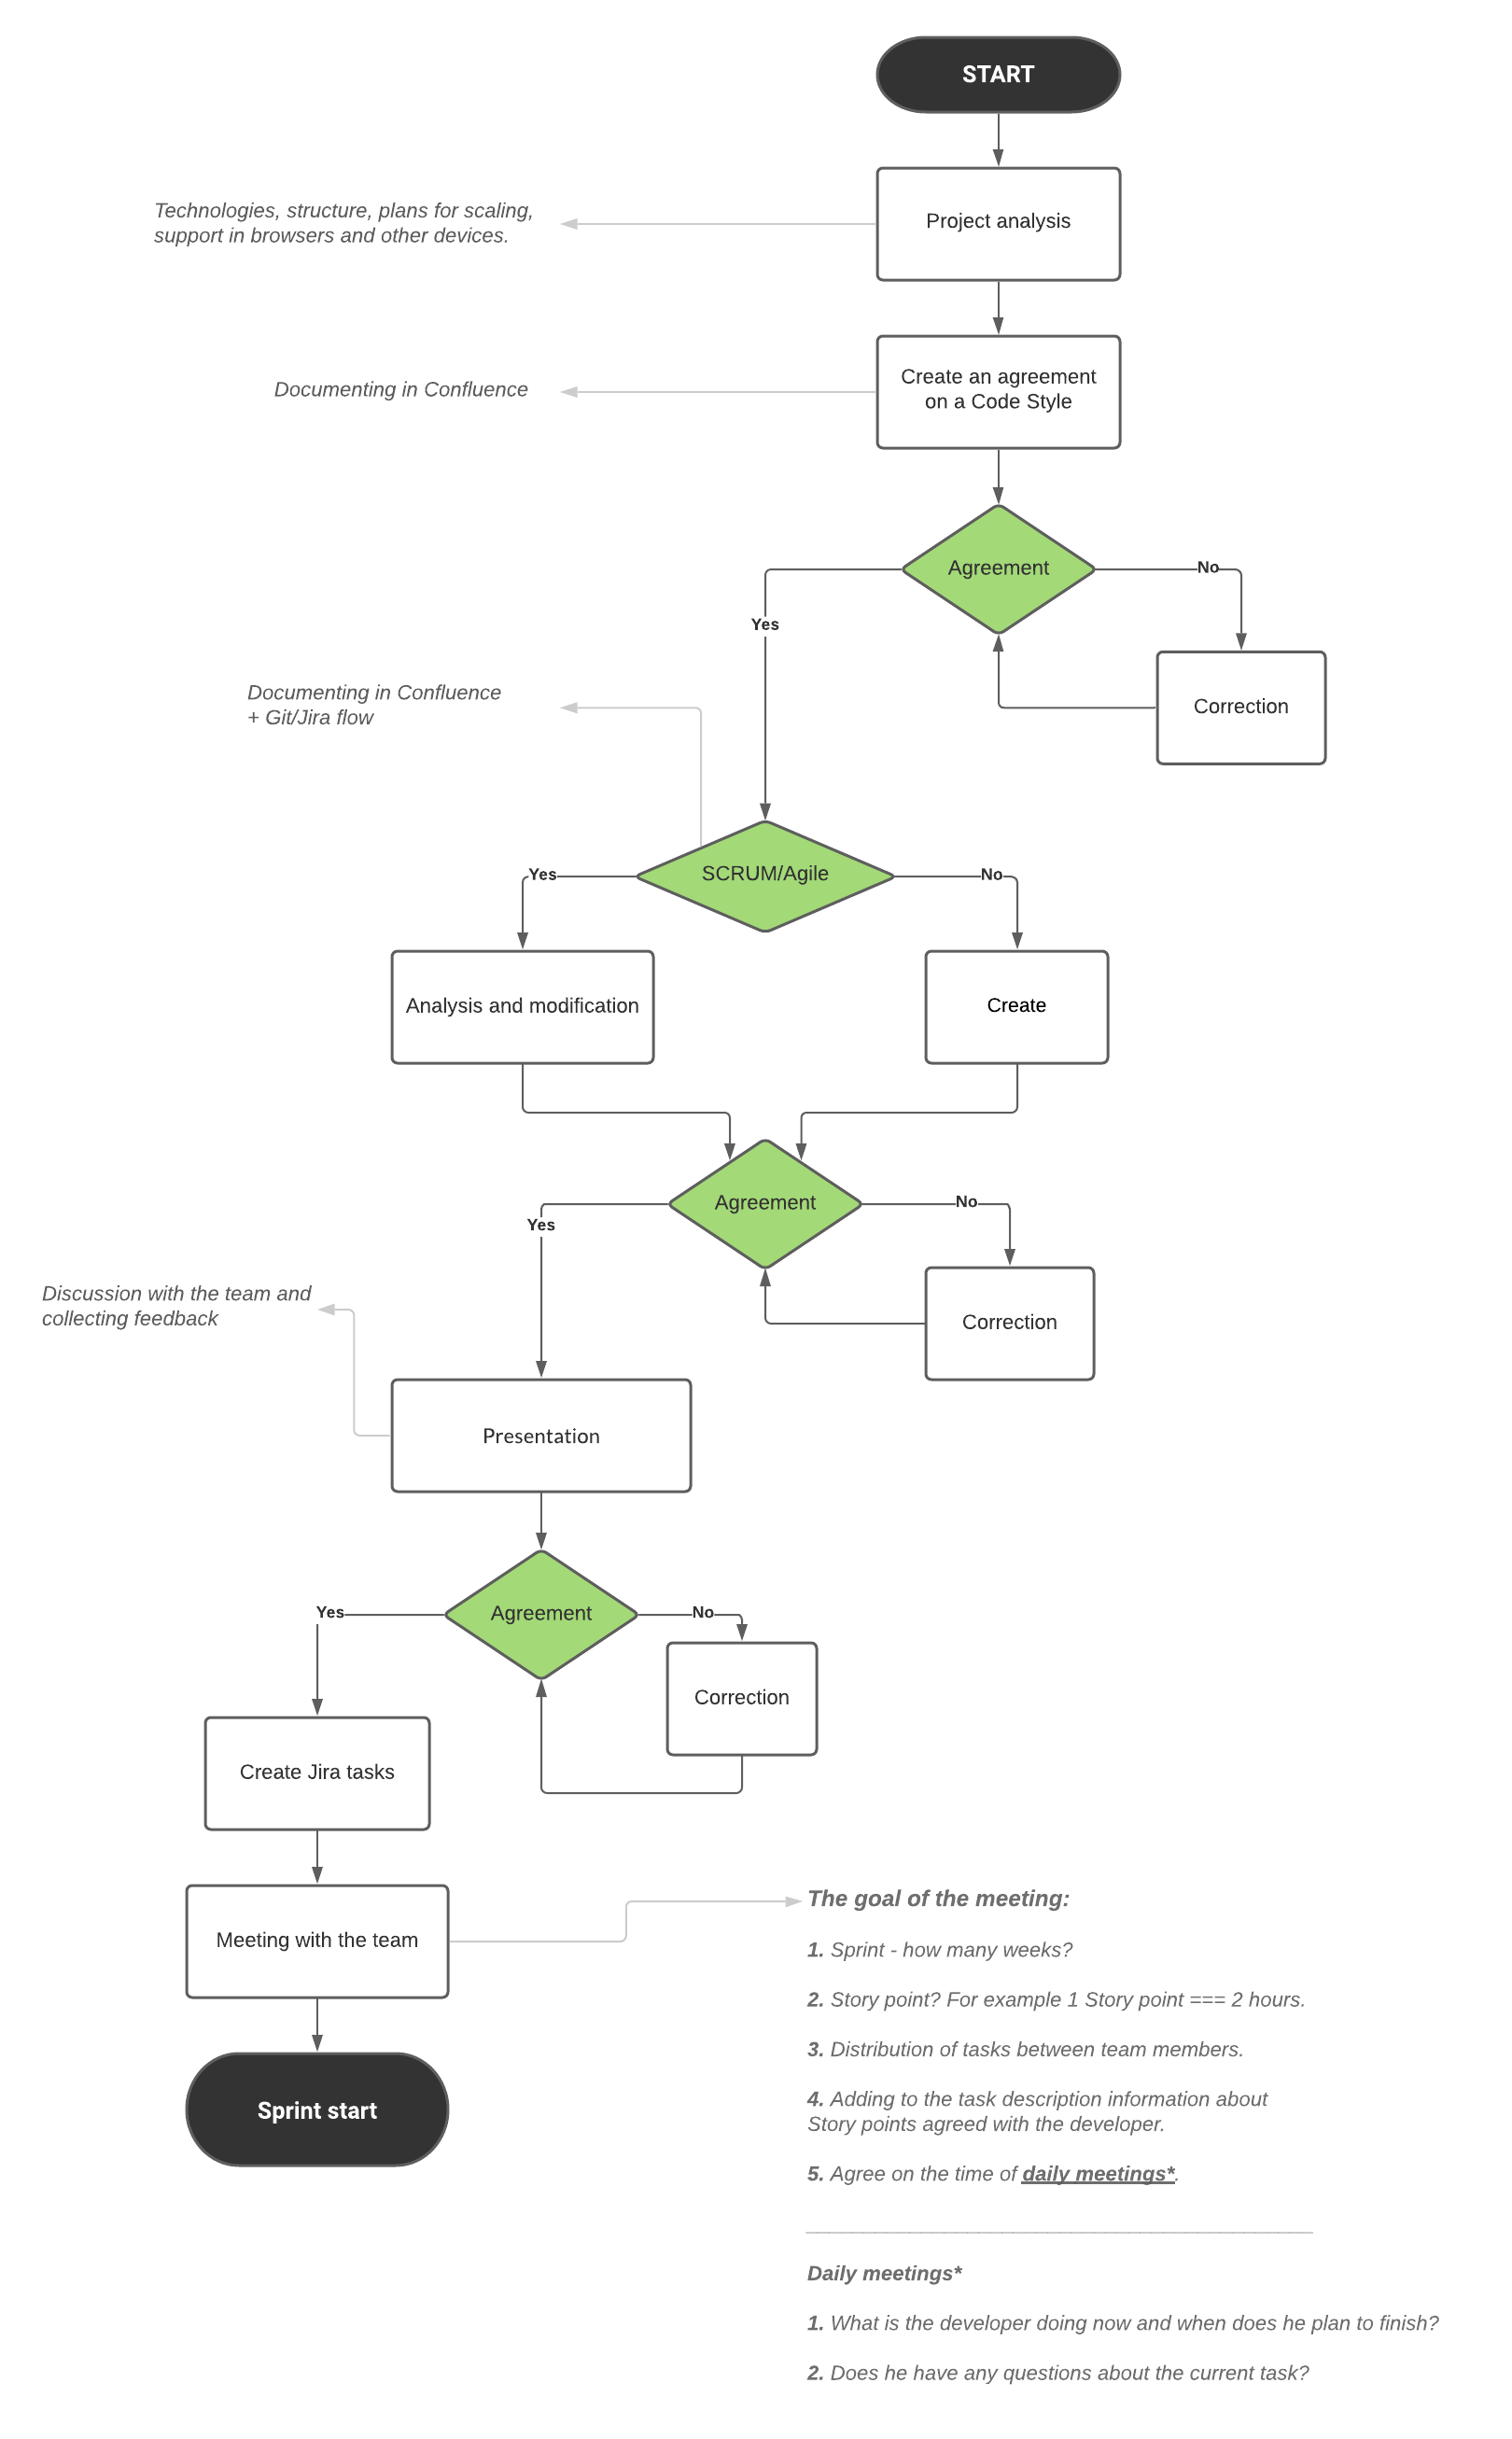 START
Technologies, structure, plans for scaling,
support in browsers and other devices.
Project analysis
Documenting in Confluence
Create an agreement
on a Code Style
Agreement
No
Yes
Correction
Documenting in Confluence
+ Git/Jira flow
SCRUM/Agile
Yes
No
Analysis and modification
Create
Agreement
No
Yes
Correction
Discussion with the team and
collecting feedback
Presentation
Agreement
Yes
No
Correction
Create Jira tasks
Meeting with the team
Sprint start
The goal of the meeting:
1. Sprint - how many weeks?
2. Story point? For example 1 Story point === 2 hours.
3. Distribution of tasks between team members.
4. Adding to the task description information about
Story points agreed with the developer.
5. Agree on the time of daily meetings*.
Daily meetings*
1. What is the developer doing now and when does he plan to finish?
2. Does he have any questions about the current task?